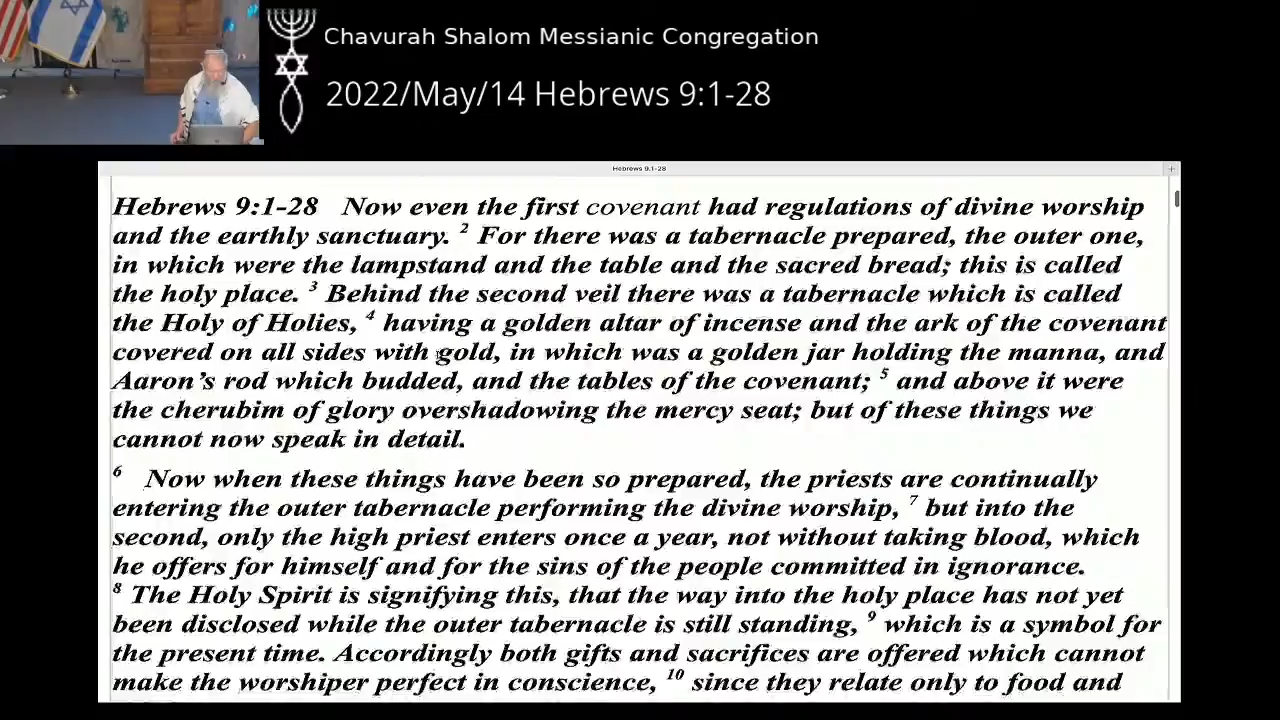 Chavurah Shalom Messianic Congregation
2022/May/14 Hebrews 9:1-28
Hebrews 9.1-28
+
Hebrews 9:1-28 Now even the first covenant had regulations of divine worship
and the earthly sanctuary. 2 For there was a tabernacle prepared, the outer one,
in which were the lampstand and the table and the sacred bread; this is called
the holy place. 3 Behind the second veil there was a tabernacle which is called
the Holy of Holies, 4 having a golden altar of incense and the ark of the covenant
covered on all sides with gold, in which was a golden jar holding the manna, and
Aaron’s rod which budded, and the tables of the covenant; 5 and above it were
the cherubim of glory overshadowing the mercy seat; but of these things we
cannot now speak in detail.
6 Now when these things have been so prepared, the priests are continually
entering the outer tabernacle performing the divine worship, 7 but into the
second, only the high priest enters once a year, not without taking blood, which
he offers for himself and for the sins of the people committed in ignorance.
8 The Holy Spirit is signifying this, that the way into the holy place has not yet
been disclosed while the outer tabernacle is still standing, 9 which is a symbol for
the present time. Accordingly both gifts and sacrifices are offered which cannot
make the worshiper perfect in conscience, 10 since they relate only to food and